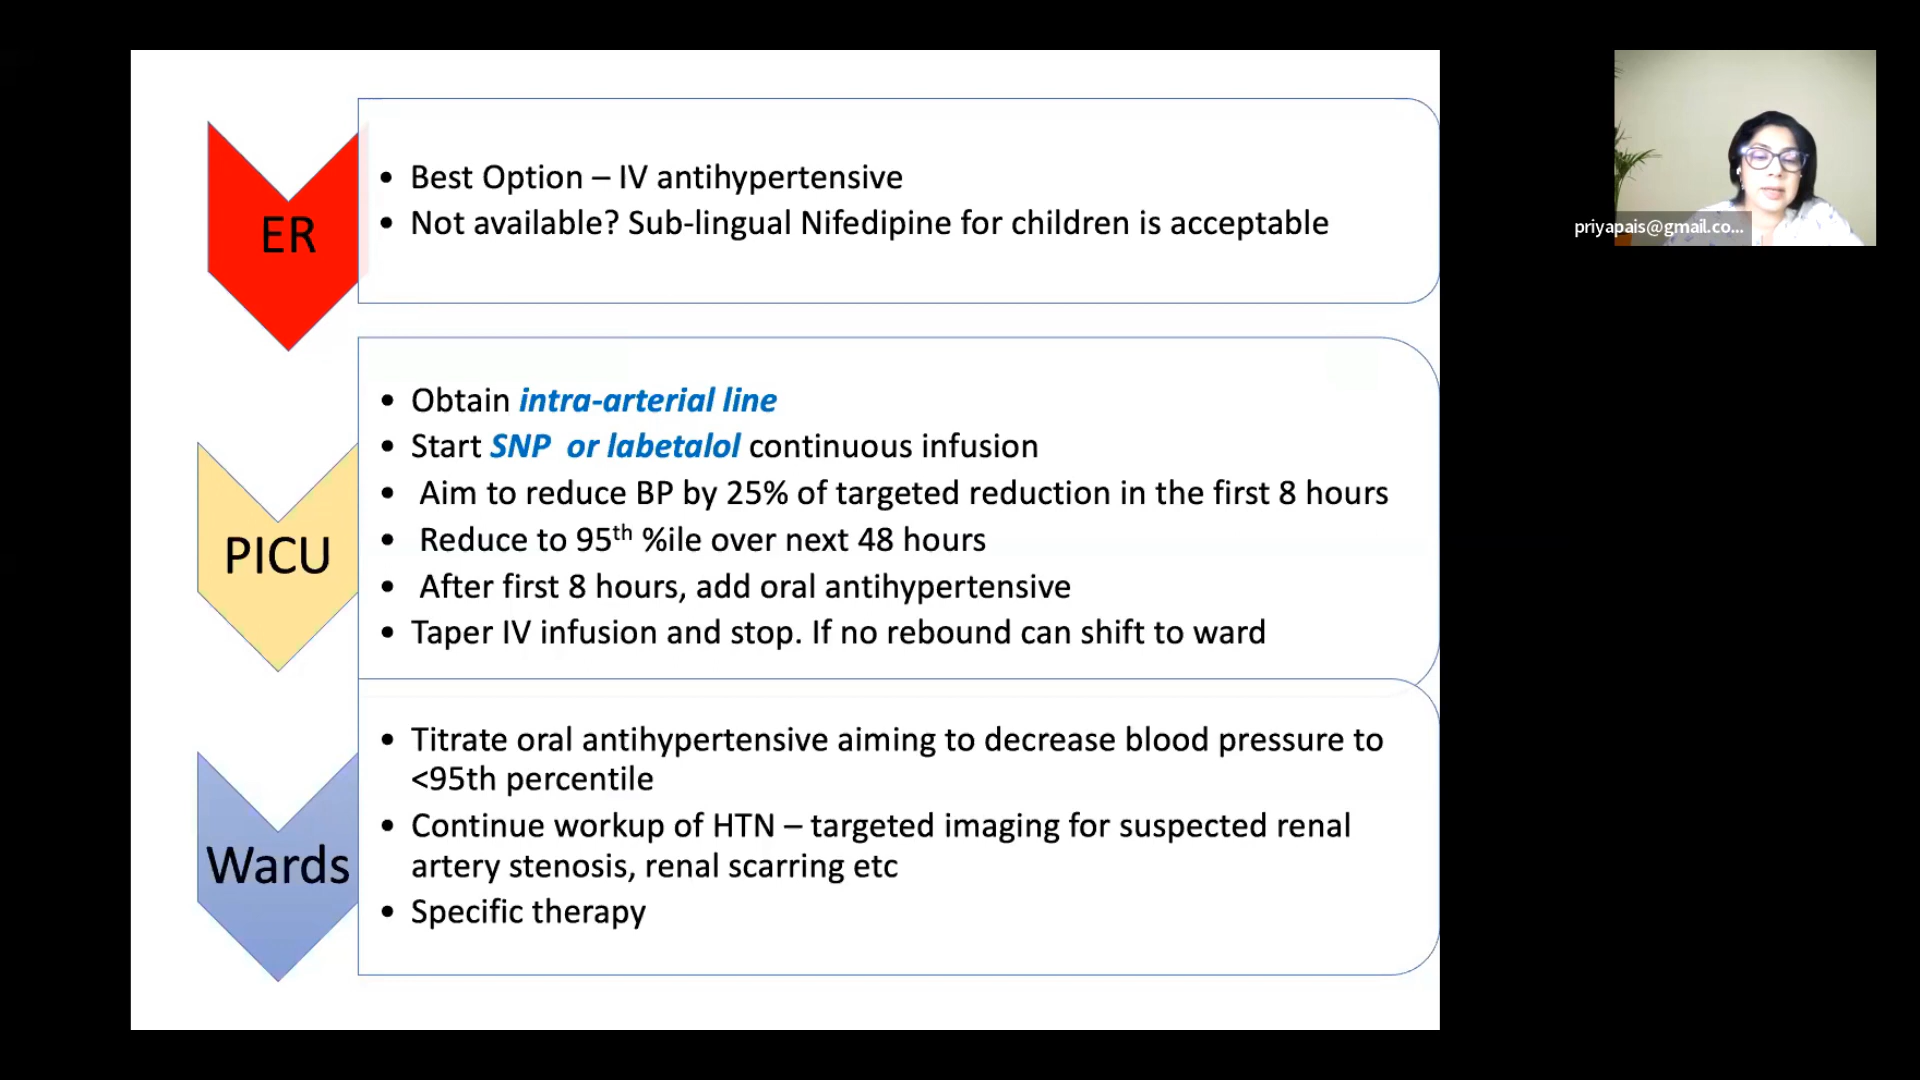 ER
• Best Option – IV antihypertensive
• Not available? Sub-lingual Nifedipine for children is acceptable
PICU
• Obtain intra-arterial line
• Start SNP  or labetalol continuous infusion
• Aim to reduce BP by 25% of targeted reduction in the first 8 hours
• Reduce to 95th %ile over next 48 hours
• After first 8 hours, add oral antihypertensive
• Taper IV infusion and stop. If no rebound can shift to ward
Wards
• Titrate oral antihypertensive aiming to decrease blood pressure to
<95th percentile
• Continue workup of HTN – targeted imaging for suspected renal
artery stenosis, renal scarring etc
• Specific therapy
priyapais@gmail.co...